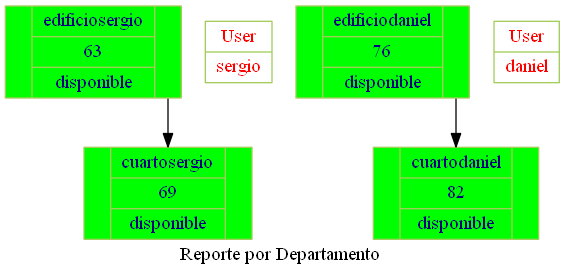 edificiosergio
63
disponible
User
sergio
edificiodaniel
76
disponible
User
daniel
cuartosergio
69
disponible
cuartodaniel
82
disponible
Reporte por Departamento